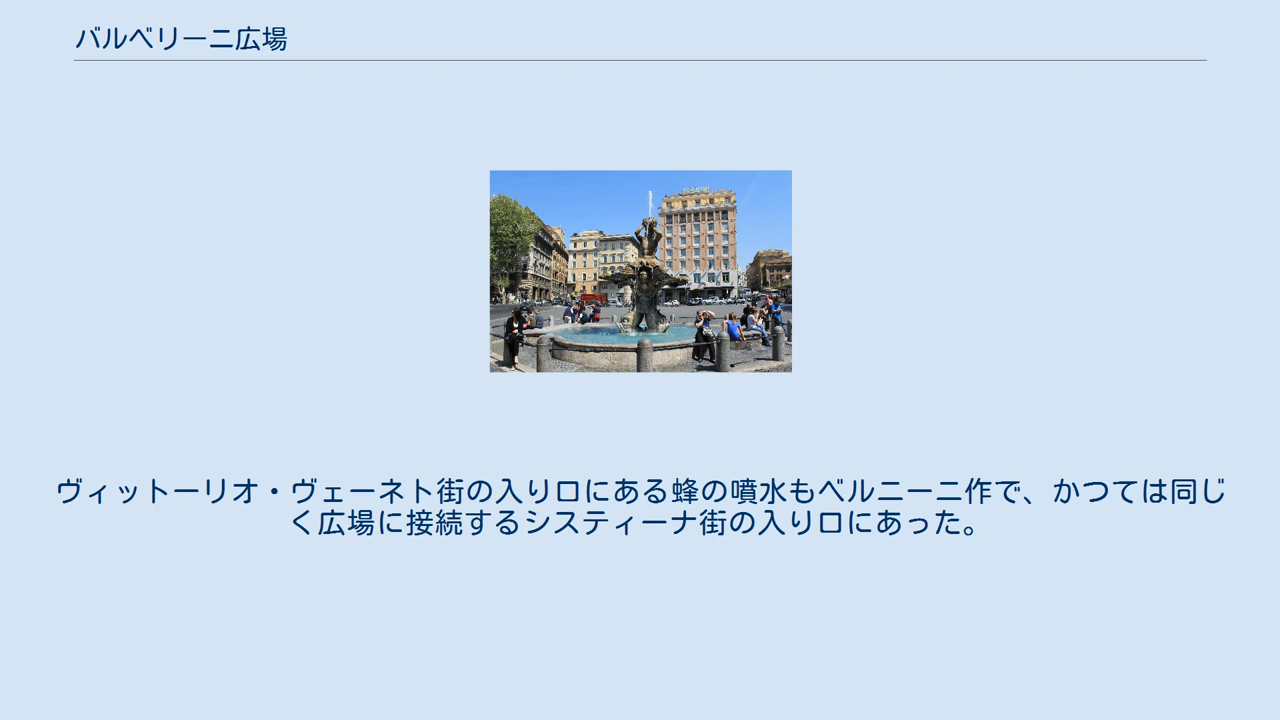 バルベリーニ広場
ヴィットーリオ・ヴェーネト街の入り口にある蜂の噴水もベルニーニ作で、かつては同じ
く広場に接続するシスティーナ街の入り口にあった。